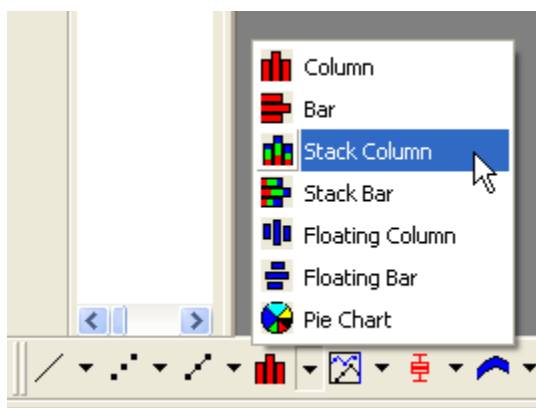 Column
Bar
Stack Column
Stack Bar
Floating Column
Floating Bar
Pie Chart